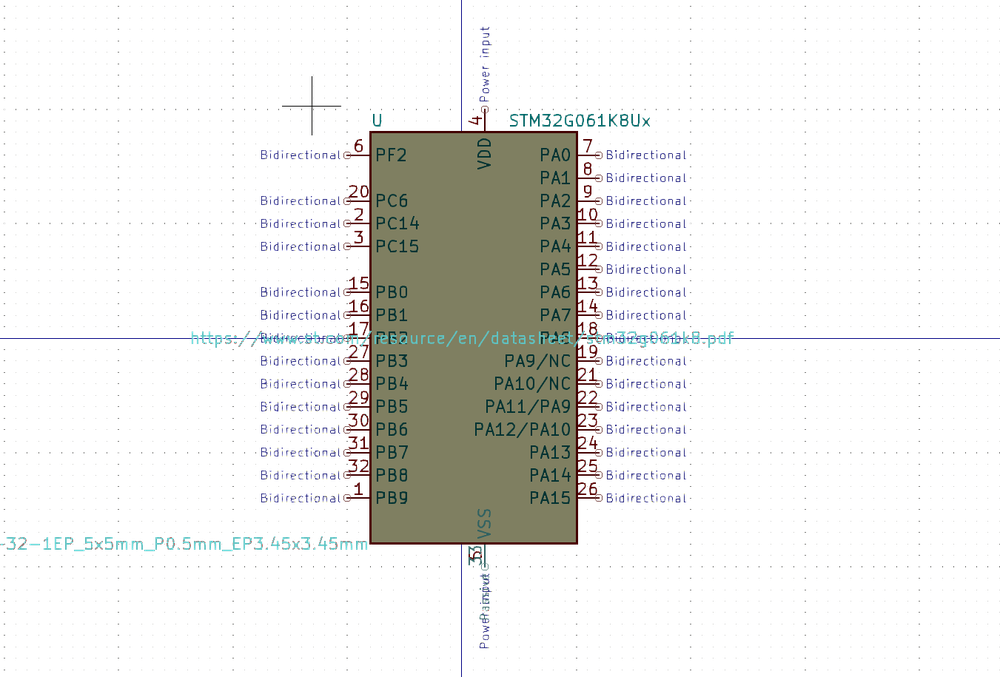 Power input
4
U
STM32G061K8Ux
VDD
Bidirectional 6 PF2
PA0 7 Bidirectional
PA1 8 Bidirectional
Bidirectional 20 PC6
PA2 9 Bidirectional
Bidirectional 2 PC14
PA3 10 Bidirectional
Bidirectional 3 PC15
PA4 11 Bidirectional
PA5 12 Bidirectional
Bidirectional 15 PB0
PA6 13 Bidirectional
Bidirectional 16 PB1
PA7 14 Bidirectional
17
18
Bidirectional 27 PB3
PA9/NC 19 Bidirectional
Bidirectional 28 PB4
PA10/NC 21 Bidirectional
Bidirectional 29 PB5
PA11/PA9 22 Bidirectional
Bidirectional 30 PB6
PA12/PA10 23 Bidirectional
Bidirectional 31 PB7
PA13 24 Bidirectional
Bidirectional 32 PB8
PA14 25 Bidirectional
Bidirectional 1 PB9
PA15 26 Bidirectional
VSS
-32-1EP_5x5mm_P0.5mm_EP3.45x3.45mm
Power input